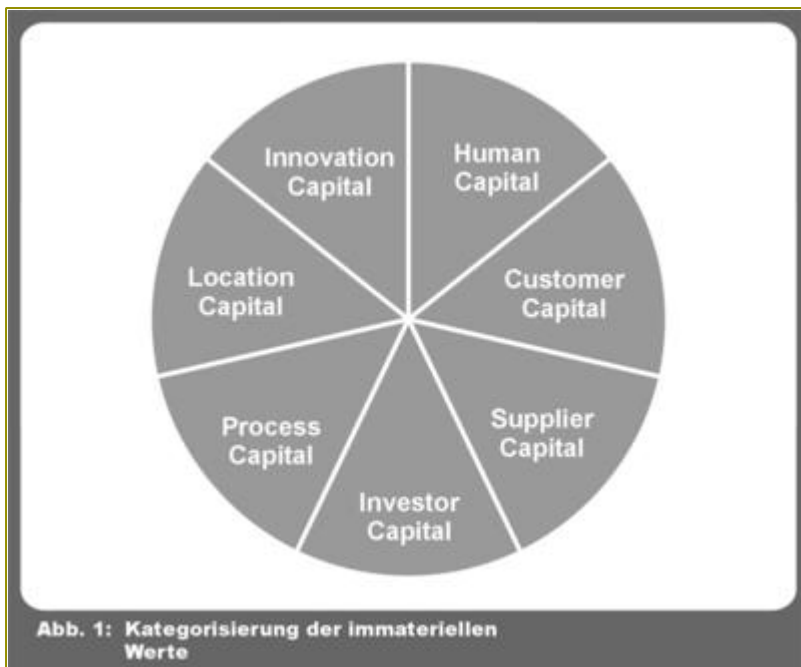 Innovation
Capital
Human
Capital
Location
Capital
Customer
Capital
Process
Capital
Supplier
Capital
Investor
Capital
Abb. 1: Kategorisierung der immateriellen
Werte